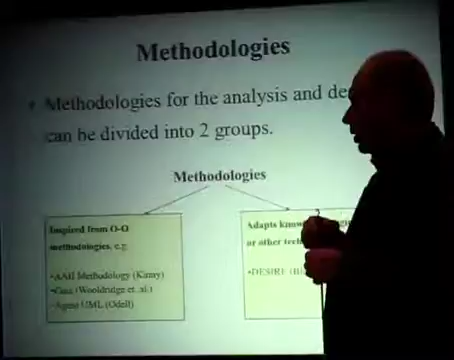 Methodologies
• Methodologies for the analysis and de
can be divided into 2 groups.
Methodologies
Inspired from O-O
methodologies, e.g.
•AAII Methodology (Kinny)
•Gaia (Wooldridge et. al.)
•Agent UML (Odell)
Adapts know
or other tech
•DESIRE